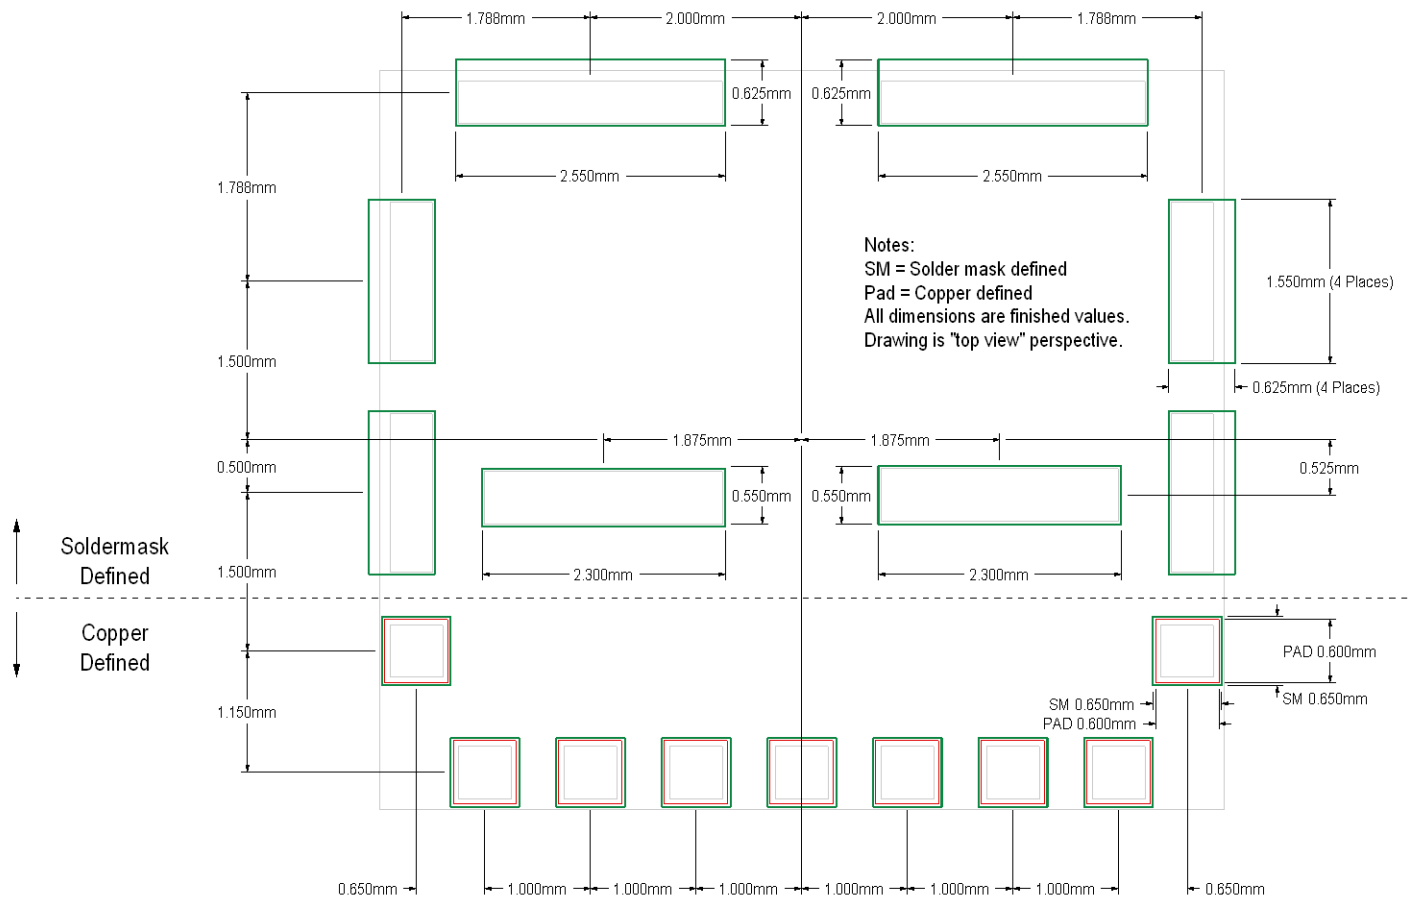 1.788mm 2.000mm 2.000mm 1.788mm
0.625mm 0.625mm
2.550mm 2.550mm
1.788mm
Notes:
SM = Solder mask defined
Pad = Copper defined
All dimensions are finished values.
Drawing is "top view" perspective.
1.550mm (4 Places)
1.500mm
0.625mm (4 Places)
1.875mm 1.875mm
0.500mm
0.525mm
0.550mm 0.550mm
Soldermask
Defined
1.500mm
2.300mm 2.300mm
Copper
Defined
PAD 0.600mm
SM 0.650mm
SM 0.650mm
PAD 0.600mm
1.150mm
0.650mm 1.000mm 1.000mm 1.000mm 1.000mm 1.000mm 1.000mm 0.650mm